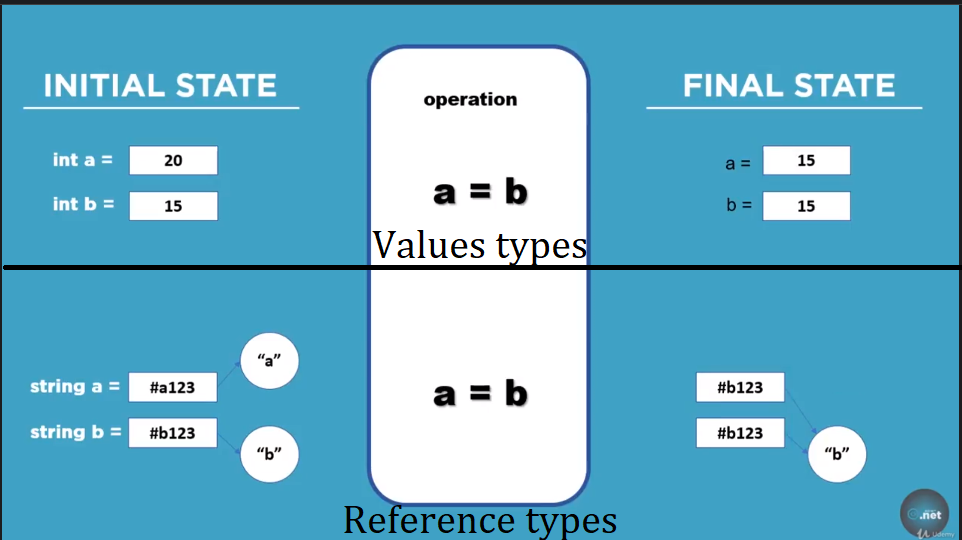 INITIAL STATE
operation
FINAL STATE
int a = 20
int b = 15
a = b
a = 15
b = 15
Values types
string a = #a123
"a"
string b = #b123
"b"
a = b
#b123
#b123
"b"
Reference types
.net
Udemy